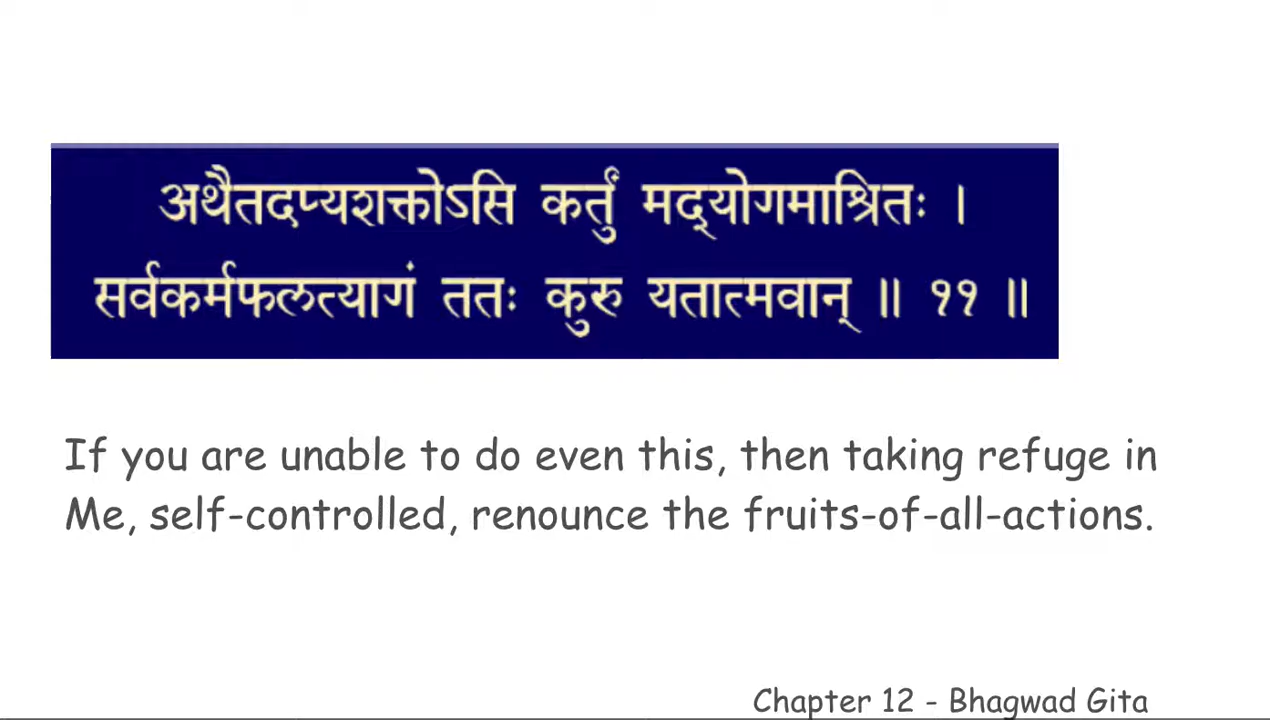 अथैतदप्यशक्तोऽसि कर्तुं मद्योगमाश्रितः ।
सर्वकर्मफलत्यागं ततः कुरु यतात्मवान् ॥ ११ ॥
If you are unable to do even this, then taking refuge in
Me, self-controlled, renounce the fruits-of-all-actions.
Chapter 12 - Bhagwad Gita